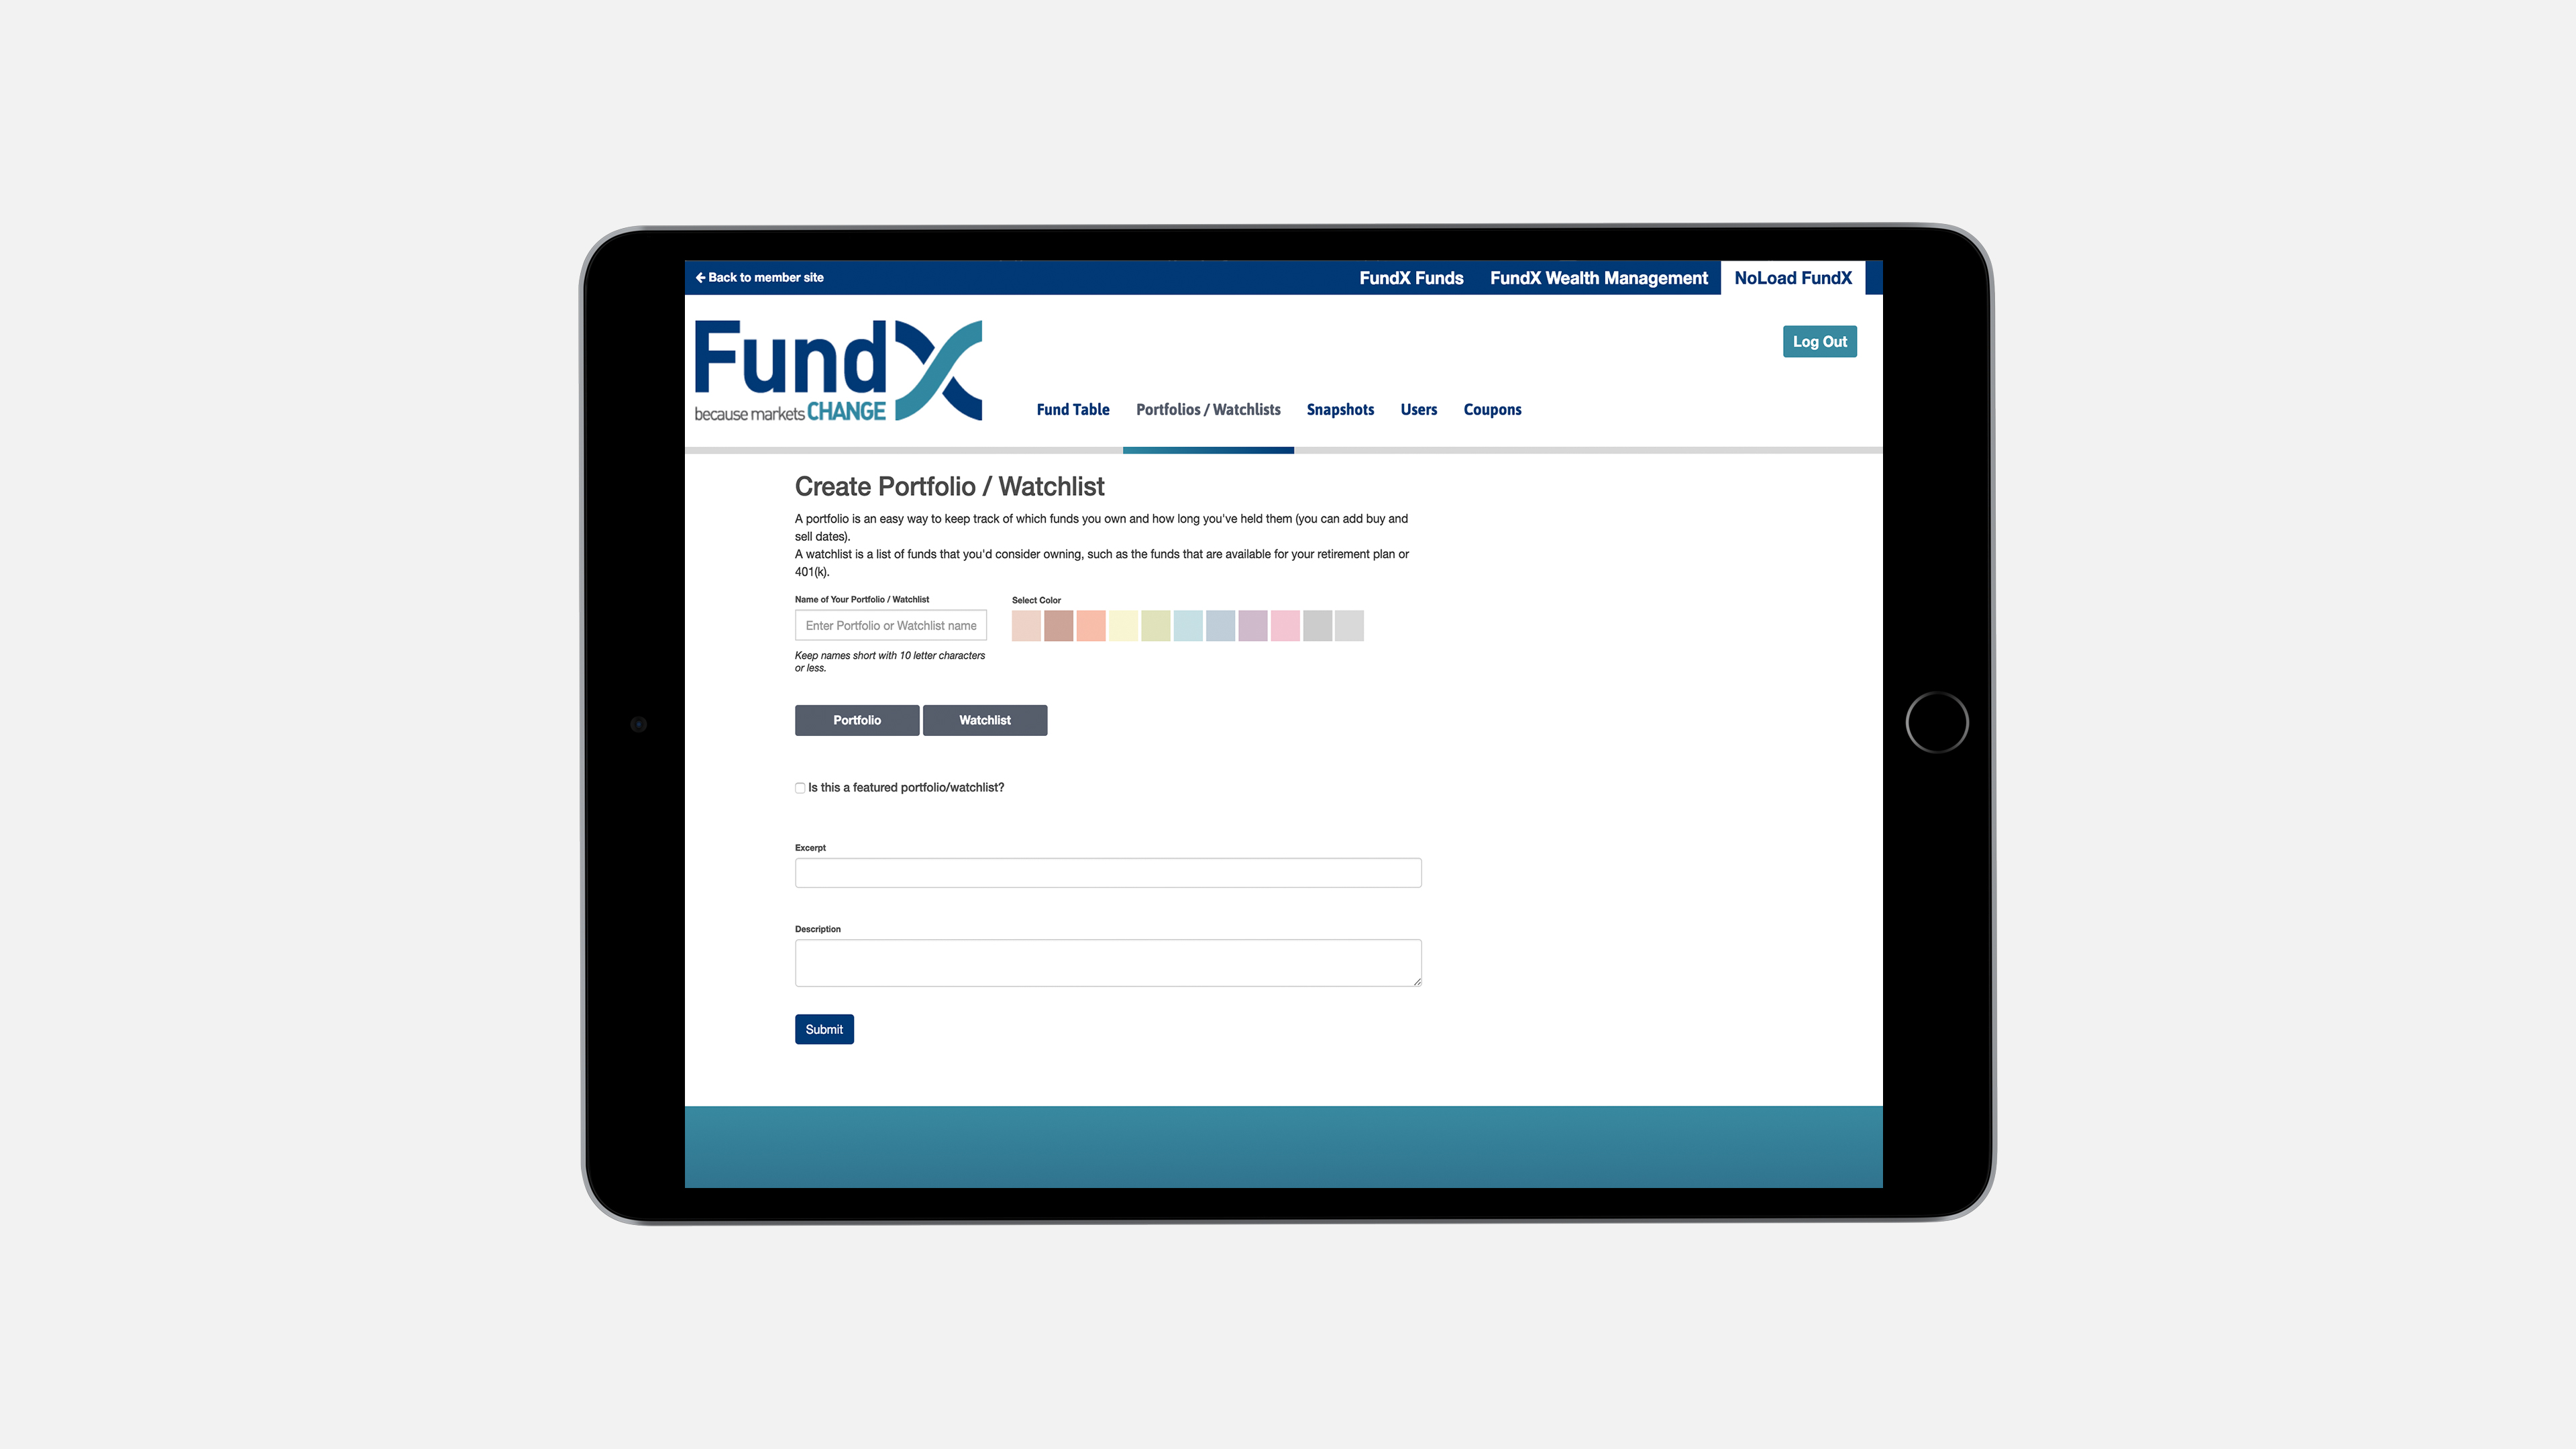 ← Back to member site
FundX Funds
FundX Wealth Management
NoLoad FundX
FundX
because markets CHANGE
Log Out
Fund Table
Portfolios / Watchlists
Snapshots
Users
Coupons
Create Portfolio / Watchlist
A portfolio is an easy way to keep track of which funds you own and how long you've held them (you can add buy and
sell dates).
A watchlist is a list of funds that you'd consider owning, such as the funds that are available for your retirement plan or
401(k).
Name of Your Portfolio / Watchlist
Select Color
Enter Portfolio or Watchlist name
Keep names short with 10 letter characters
or less.
Portfolio
Watchlist
Is this a featured portfolio/watchlist?
Excerpt
Description
Submit